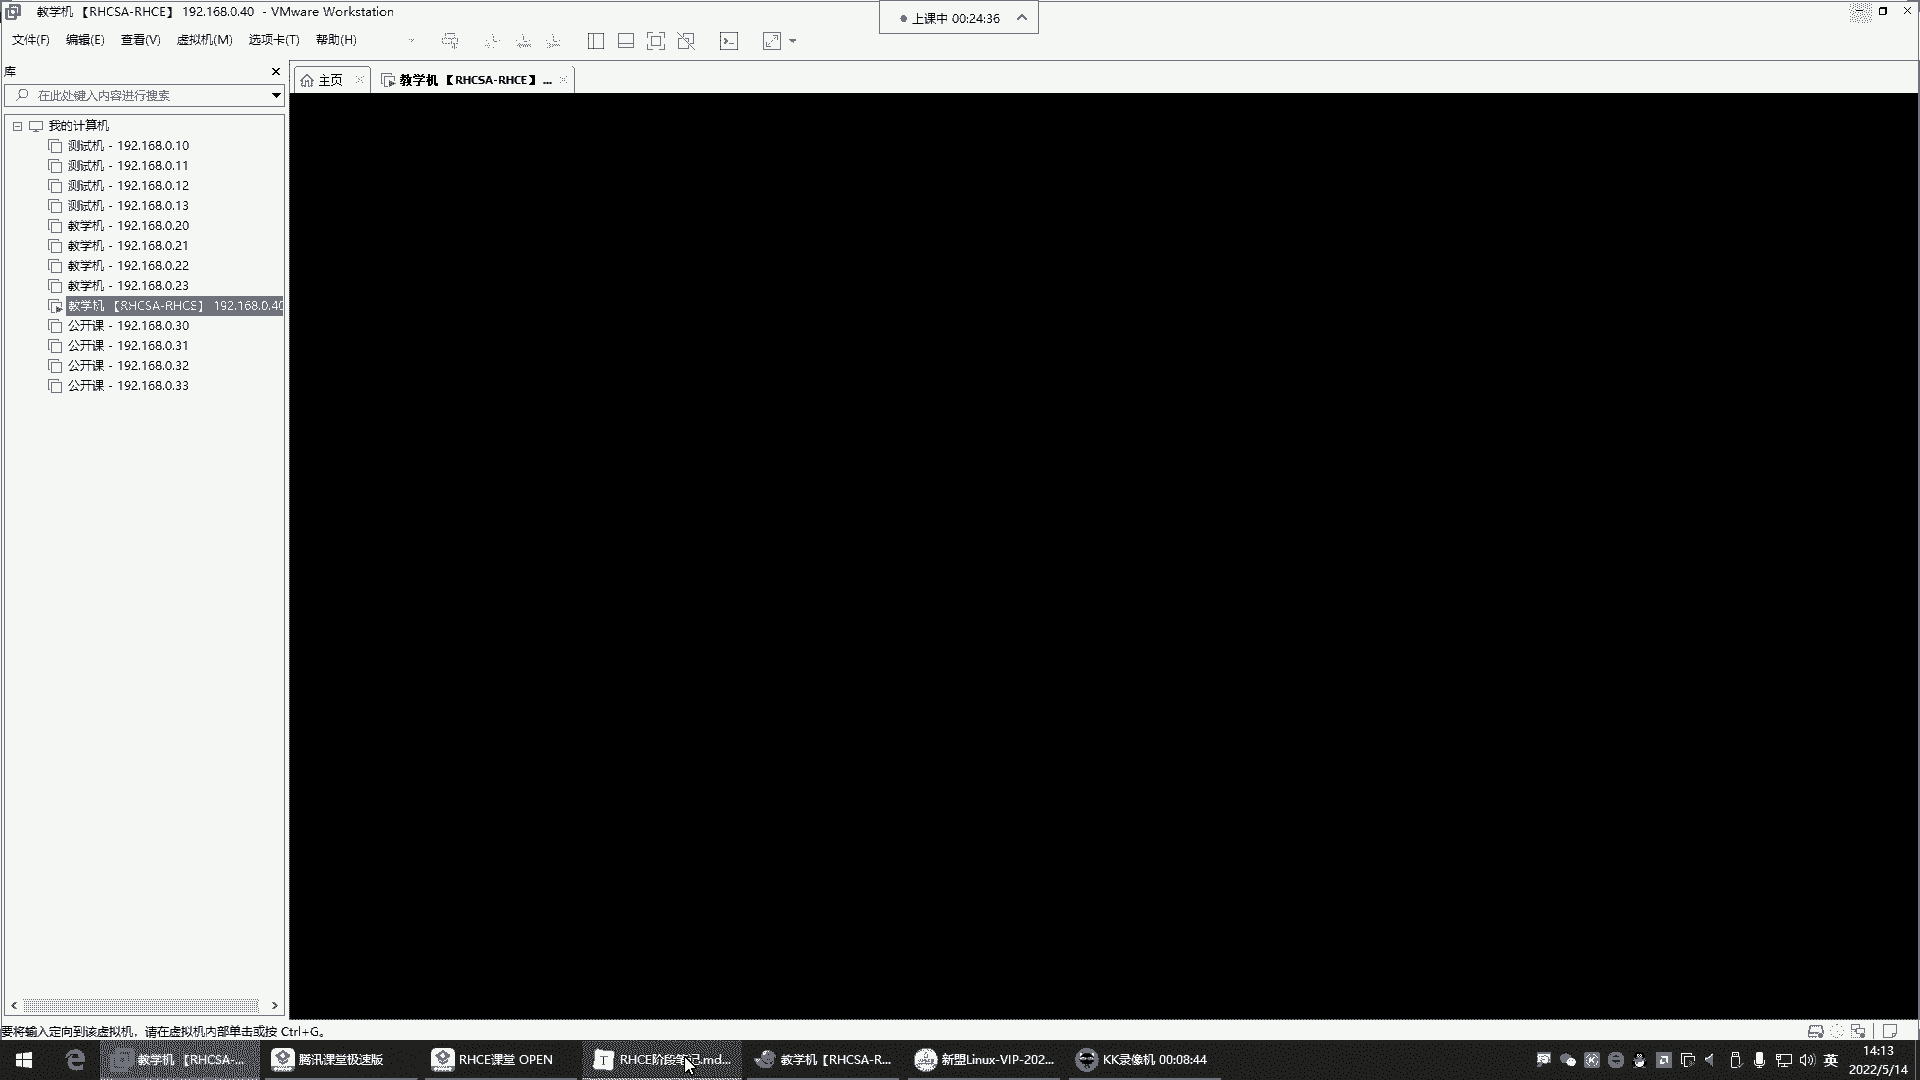 教学机 【RHCSA-RHCE】 192.168.0.40 - VMware Workstation
上课中 00:24:36
文件(F) 编辑(E) 查看(V) 虚拟机(M) 选项卡(T) 帮助(H)
库
在此处键入内容进行搜索
主页
教学机 【RHCSA-RHCE】 ...
我的计算机
测试机 - 192.168.0.10
测试机 - 192.168.0.11
测试机 - 192.168.0.12
测试机 - 192.168.0.13
教学机 - 192.168.0.20
教学机 - 192.168.0.21
教学机 - 192.168.0.22
教学机 - 192.168.0.23
教学机 【RHCSA-RHCE】 192.168.0.40
公开课 - 192.168.0.30
公开课 - 192.168.0.31
公开课 - 192.168.0.32
公开课 - 192.168.0.33
要将输入定向到该虚拟机，请在虚拟机内部单击或按 Ctrl+G。
教学机 【RHCSA-...
腾讯课堂极速版
RHCE课堂 OPEN
RHCE阶段笔记.md...
教学机【RHCSA-R...
新盟Linux-VIP-202...
KK录像机 00:08:44
英
14:13
2022/5/14